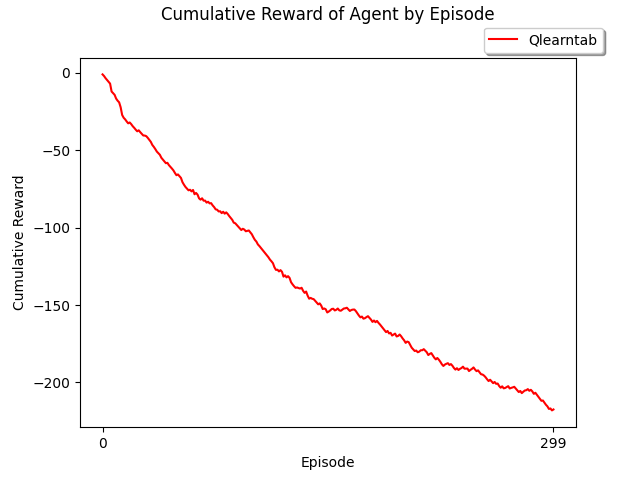 Cumulative Reward of Agent by Episode
Qlearntab
0
−50
−100
−150
−200
Cumulative Reward
0
299
Episode